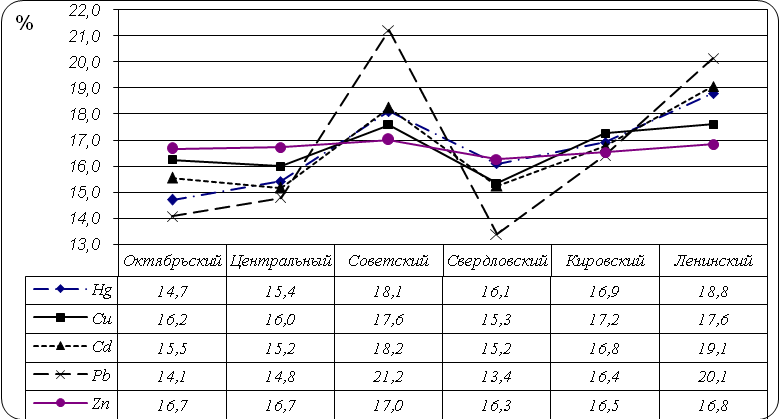 %
22,0
21,0
20,0
19,0
18,0
17,0
16,0
15,0
14,0
13,0
Октябръский Центральный Советский Свердловский Кировский Ленинский
Hg 14,7 15,4 18,1 16,1 16,9 18,8
Cu 16,2 16,0 17,6 15,3 17,2 17,6
Cd 15,5 15,2 18,2 15,2 16,8 19,1
Pb 14,1 14,8 21,2 13,4 16,4 20,1
Zn 16,7 16,7 17,0 16,3 16,5 16,8